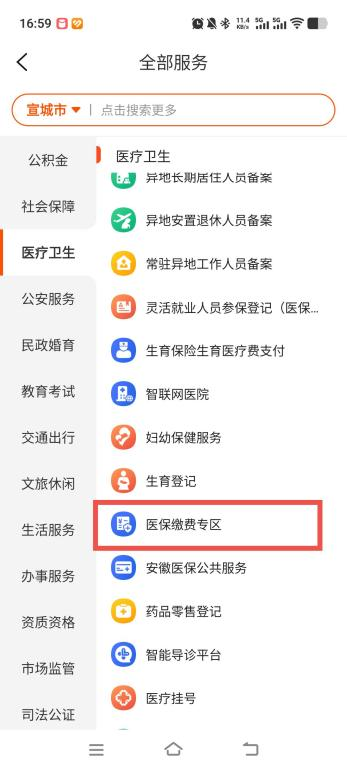 16:59
11.4 KB/s 5G 5G
全部服务
宣城市 点击搜索更多
公积金
社会保障
医疗卫生
公安服务
民政婚育
教育考试
交通出行
文旅休闲
生活服务
办事服务
资质资格
市场监管
司法公证
医疗卫生
异地长期居住人员备案
异地安置退休人员备案
常驻异地工作人员备案
灵活就业人员参保登记（医保...
生育保险生育医疗费支付
智联网医院
妇幼保健服务
生育登记
医保缴费专区
安徽医保公共服务
药品零售登记
智能导诊平台
医疗挂号